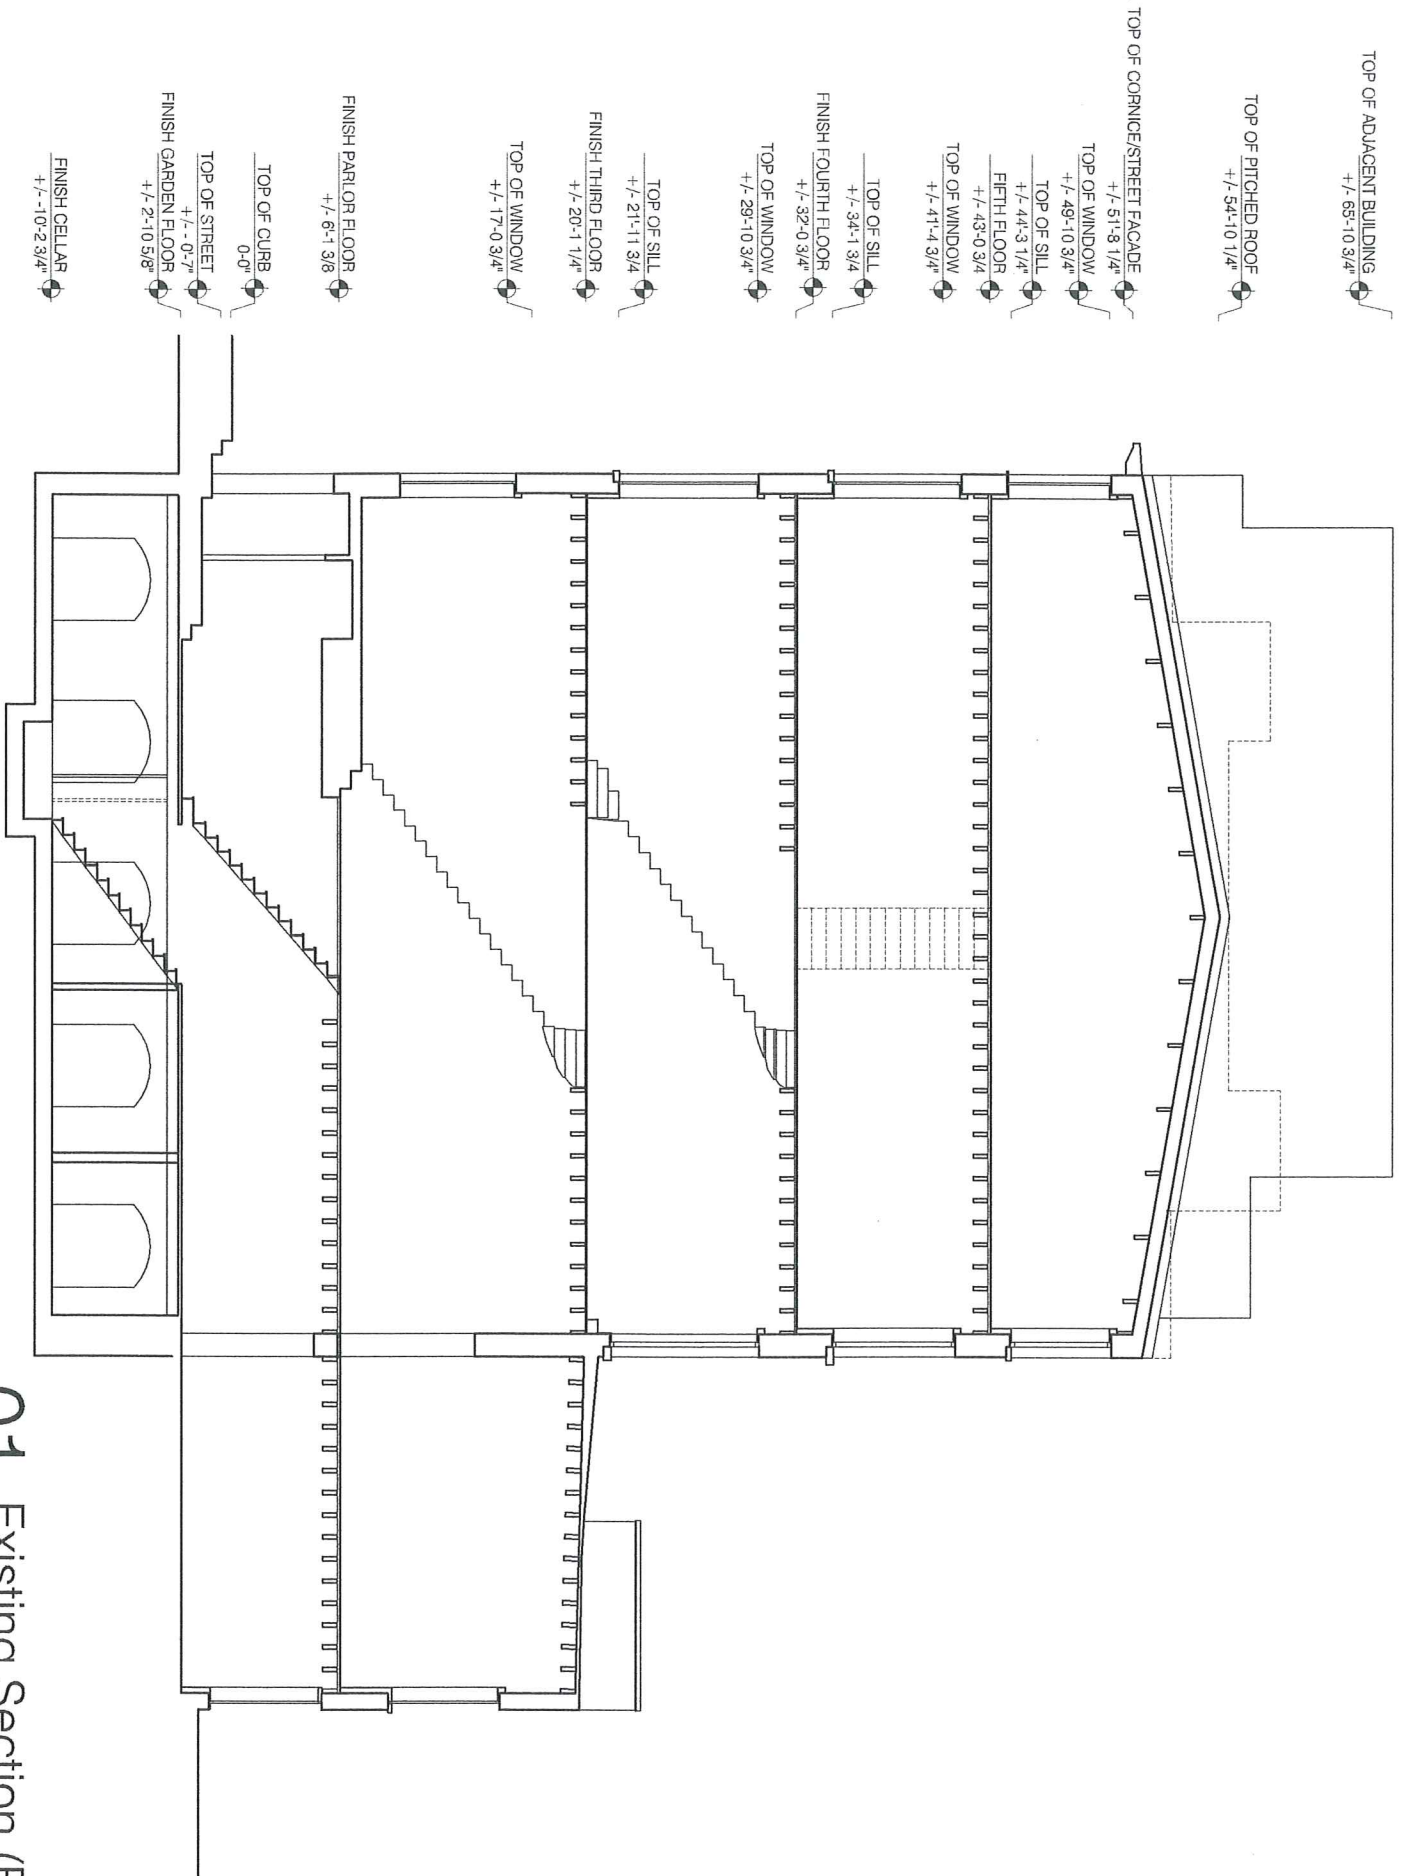 TOP OF ADJACENT BUILDING
+/- 65'-10 3/4"
TOP OF PITCHED ROOF
+/- 54'-10 1/4"
TOP OF CORNICE/STREET FACADE
+/- 51'-8 1/4"
TOP OF WINDOW
+/- 49'-10 3/4"
TOP OF SILL
+/- 44'-3 1/4"
FIFTH FLOOR
+/- 43'-0 3/4
TOP OF WINDOW
+/- 41'-4 3/4"
TOP OF SILL
+/- 34'-1 3/4
FINISH FOURTH FLOOR
+/- 32'-0 3/4"
TOP OF WINDOW
+/- 29'-10 3/4"
TOP OF SILL
+/- 21'-11 3/4
FINISH THIRD FLOOR
+/- 20'-1 1/4"
TOP OF WINDOW
+/- 17'-0 3/4"
FINISH PARLOR FLOOR
+/- 6'-1 3/8
TOP OF CURB
0'-0"
TOP OF STREET
+/- - 0'-7"
FINISH GARDEN FLOOR
+/- 2'-10 5/8"
FINISH CELLAR
+/- -10'-2 3/4"
01 Existing Section